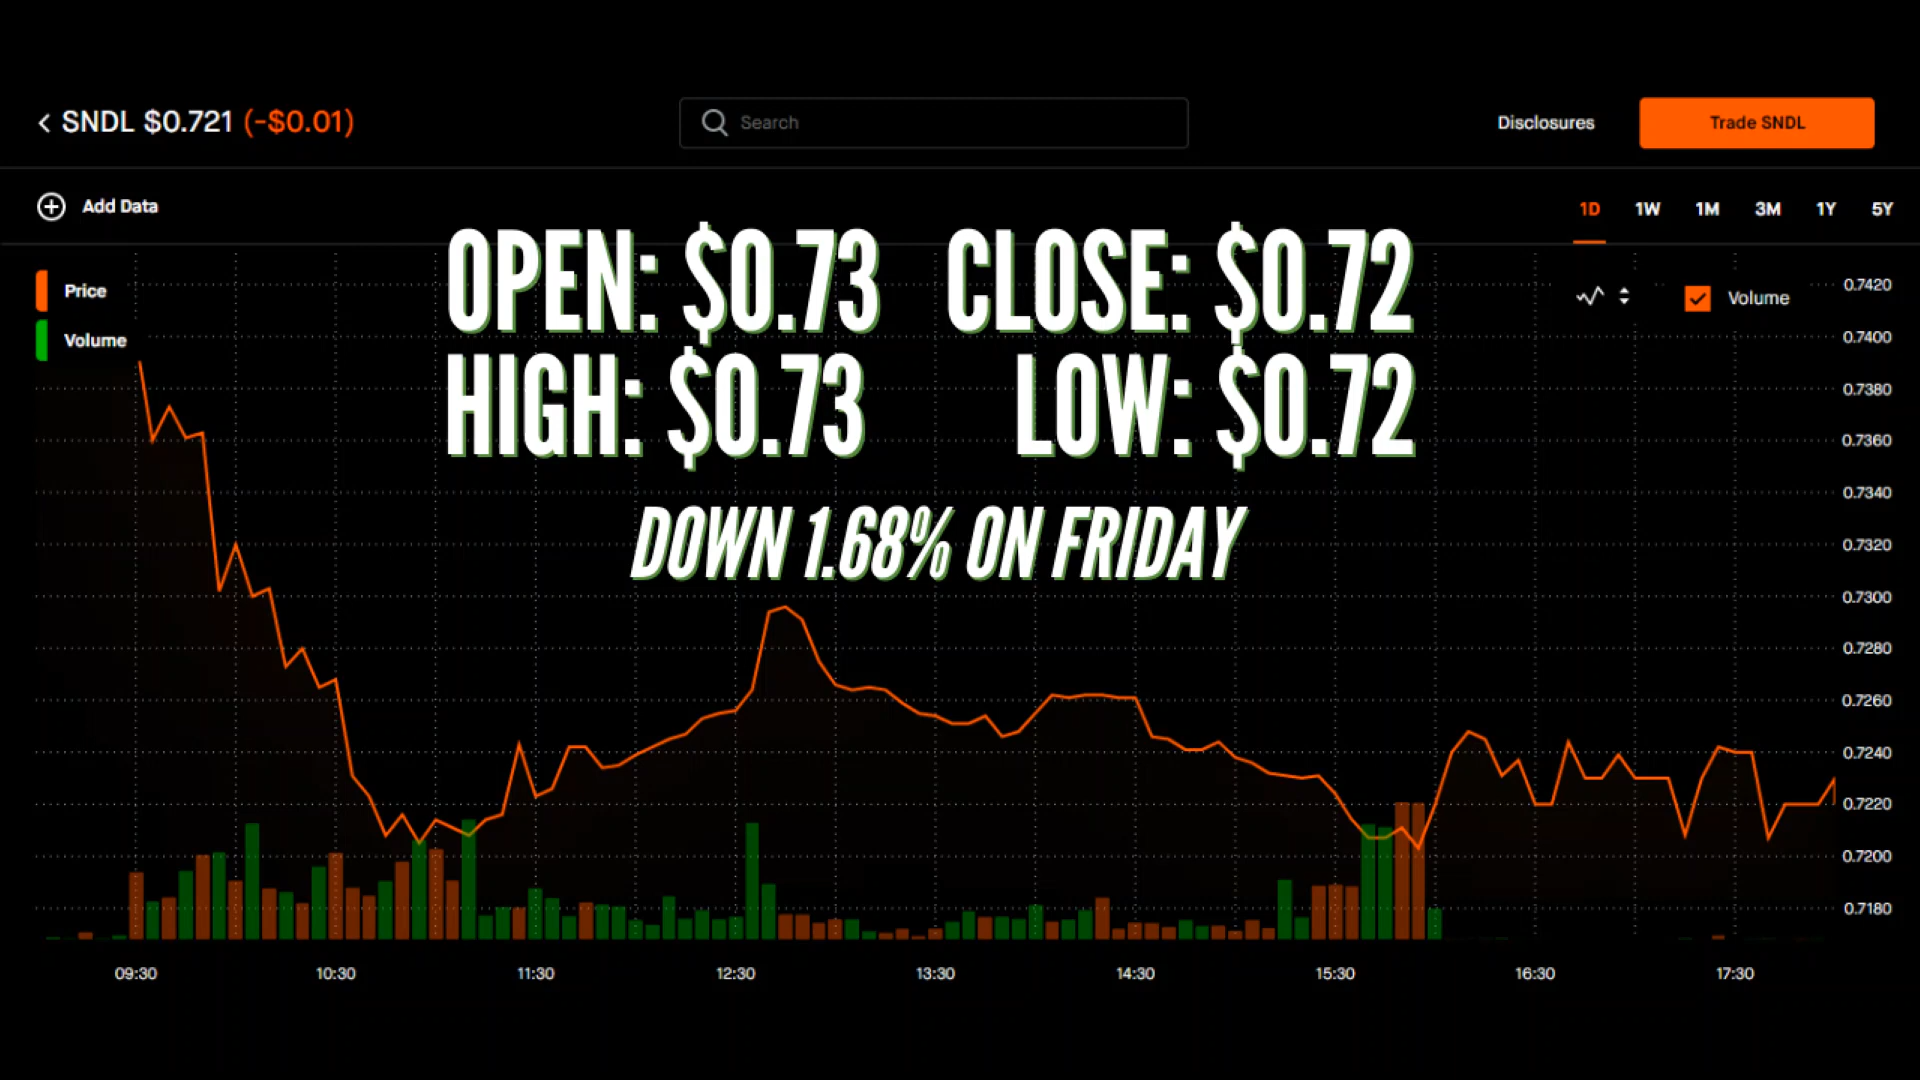 SNDL $0.721 (-$0.01)
Search
Disclosures
Trade SNDL
Add Data
1D 1W 1M 3M 1Y 5Y
OPEN: $0.73 CLOSE: $0.72
HIGH: $0.73 LOW: $0.72
DOWN 1.68% ON FRIDAY
Price
Volume
Volume
0.7420
0.7400
0.7380
0.7360
0.7340
0.7320
0.7300
0.7280
0.7260
0.7240
0.7220
0.7200
0.7180
09:30 10:30 11:30 12:30 13:30 14:30 15:30 16:30 17:30